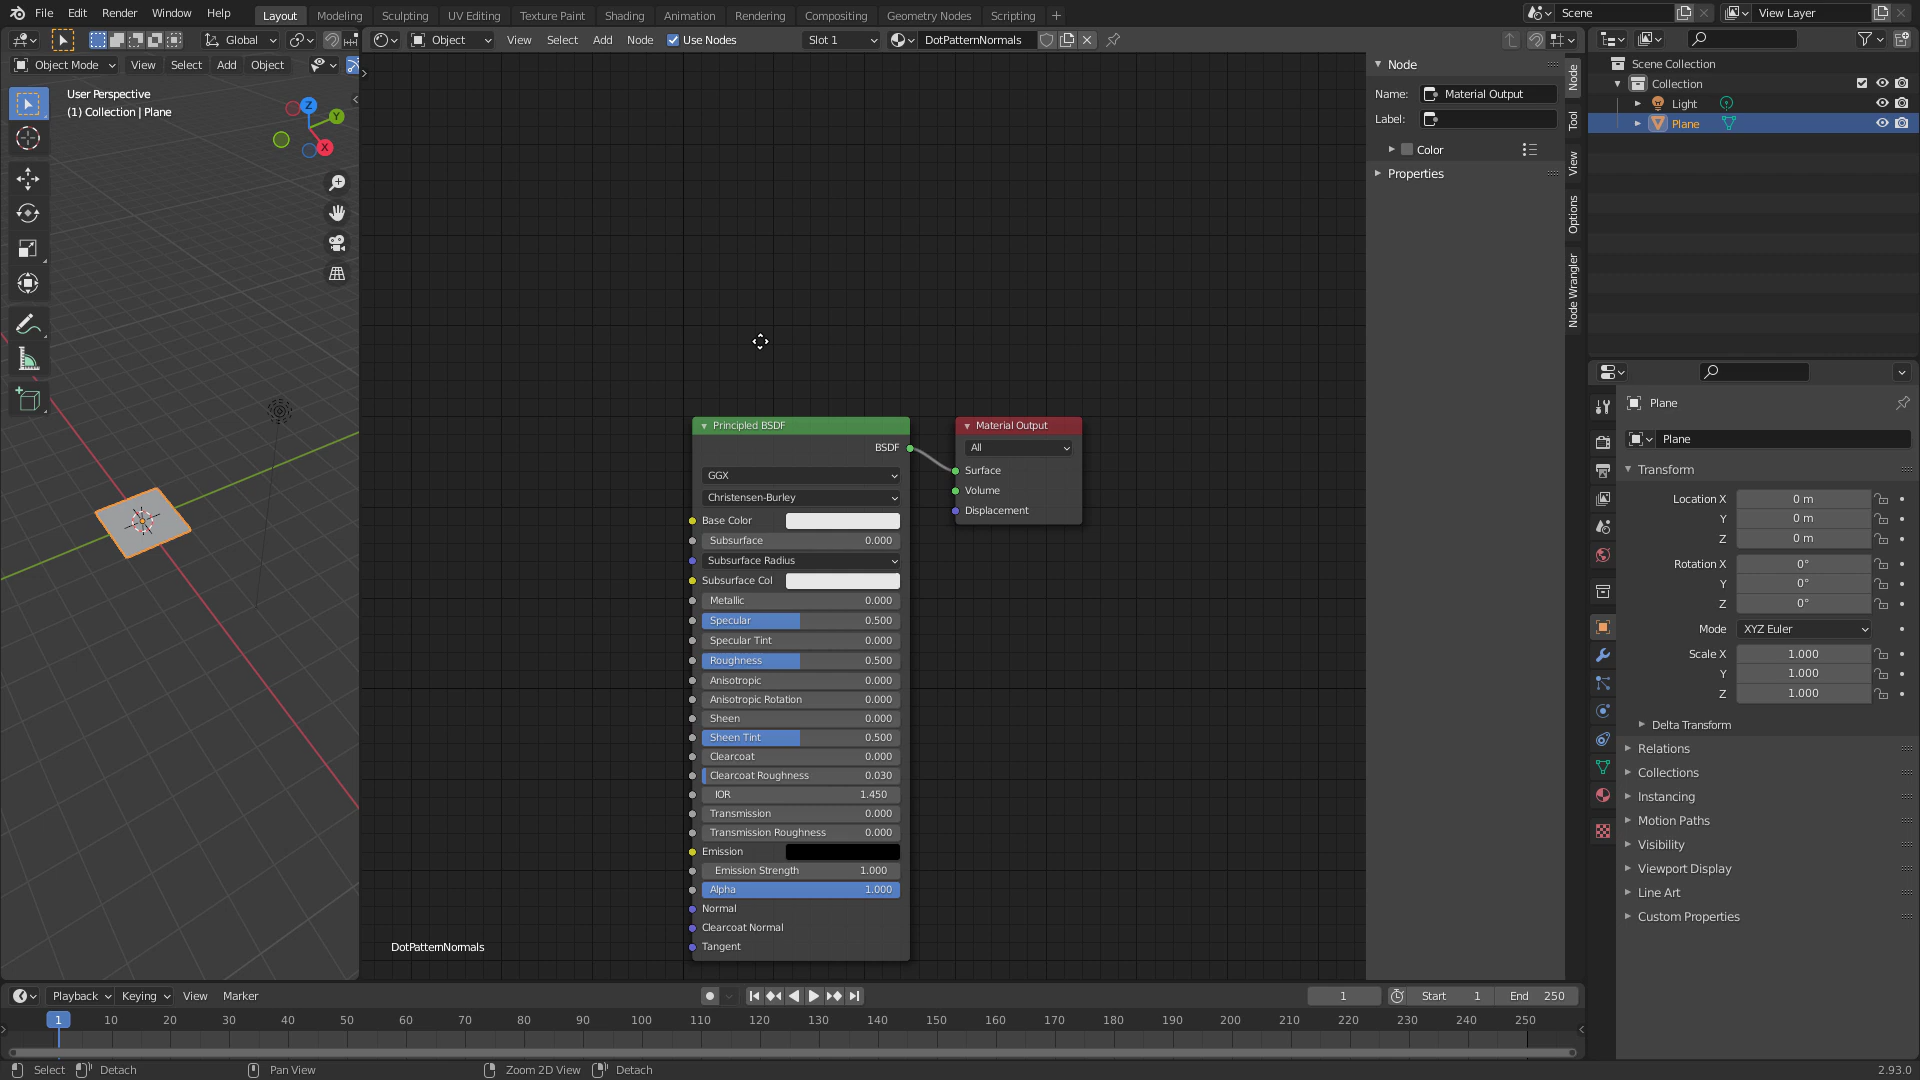 File Edit Render Window Help Layout Modeling Sculpting UV Editing Texture Paint Shading Animation Rendering Compositing Geometry Nodes Scripting + Scene View Layer
Global Object View Select Add Node Use Nodes Slot 1 DotPatternNormals
Object Mode View Select Add Object
User Perspective
(1) Collection | Plane
Z
Y
X
Principled BSDF
BSDF
GGX
Christensen-Burley
Base Color
Subsurface 0.000
Subsurface Radius
Subsurface Col
Metallic 0.000
Specular 0.500
Specular Tint 0.000
Roughness 0.500
Anisotropic 0.000
Anisotropic Rotation 0.000
Sheen 0.000
Sheen Tint 0.500
Clearcoat 0.000
Clearcoat Roughness 0.030
IOR 1.450
Transmission 0.000
Transmission Roughness 0.000
Emission
Emission Strength 1.000
Alpha 1.000
Normal
Clearcoat Normal
Tangent
Material Output
All
Surface
Volume
Displacement
DotPatternNormals
Node
Name: Material Output
Label:
Color
Properties
Node
Tool
View
Options
Node Wrangler
Scene Collection
Collection
Light
Plane
Plane
Plane
Transform
Location X 0 m
Y 0 m
Z 0 m
Rotation X 0°
Y 0°
Z 0°
Mode XYZ Euler
Scale X 1.000
Y 1.000
Z 1.000
Delta Transform
Relations
Collections
Instancing
Motion Paths
Visibility
Viewport Display
Line Art
Custom Properties
Playback Keying View Marker 1 Start 1 End 250
1 10 20 30 40 50 60 70 80 90 100 110 120 130 140 150 160 170 180 190 200 210 220 230 240 250
Select Detach Pan View Zoom 2D View Detach 2.93.0